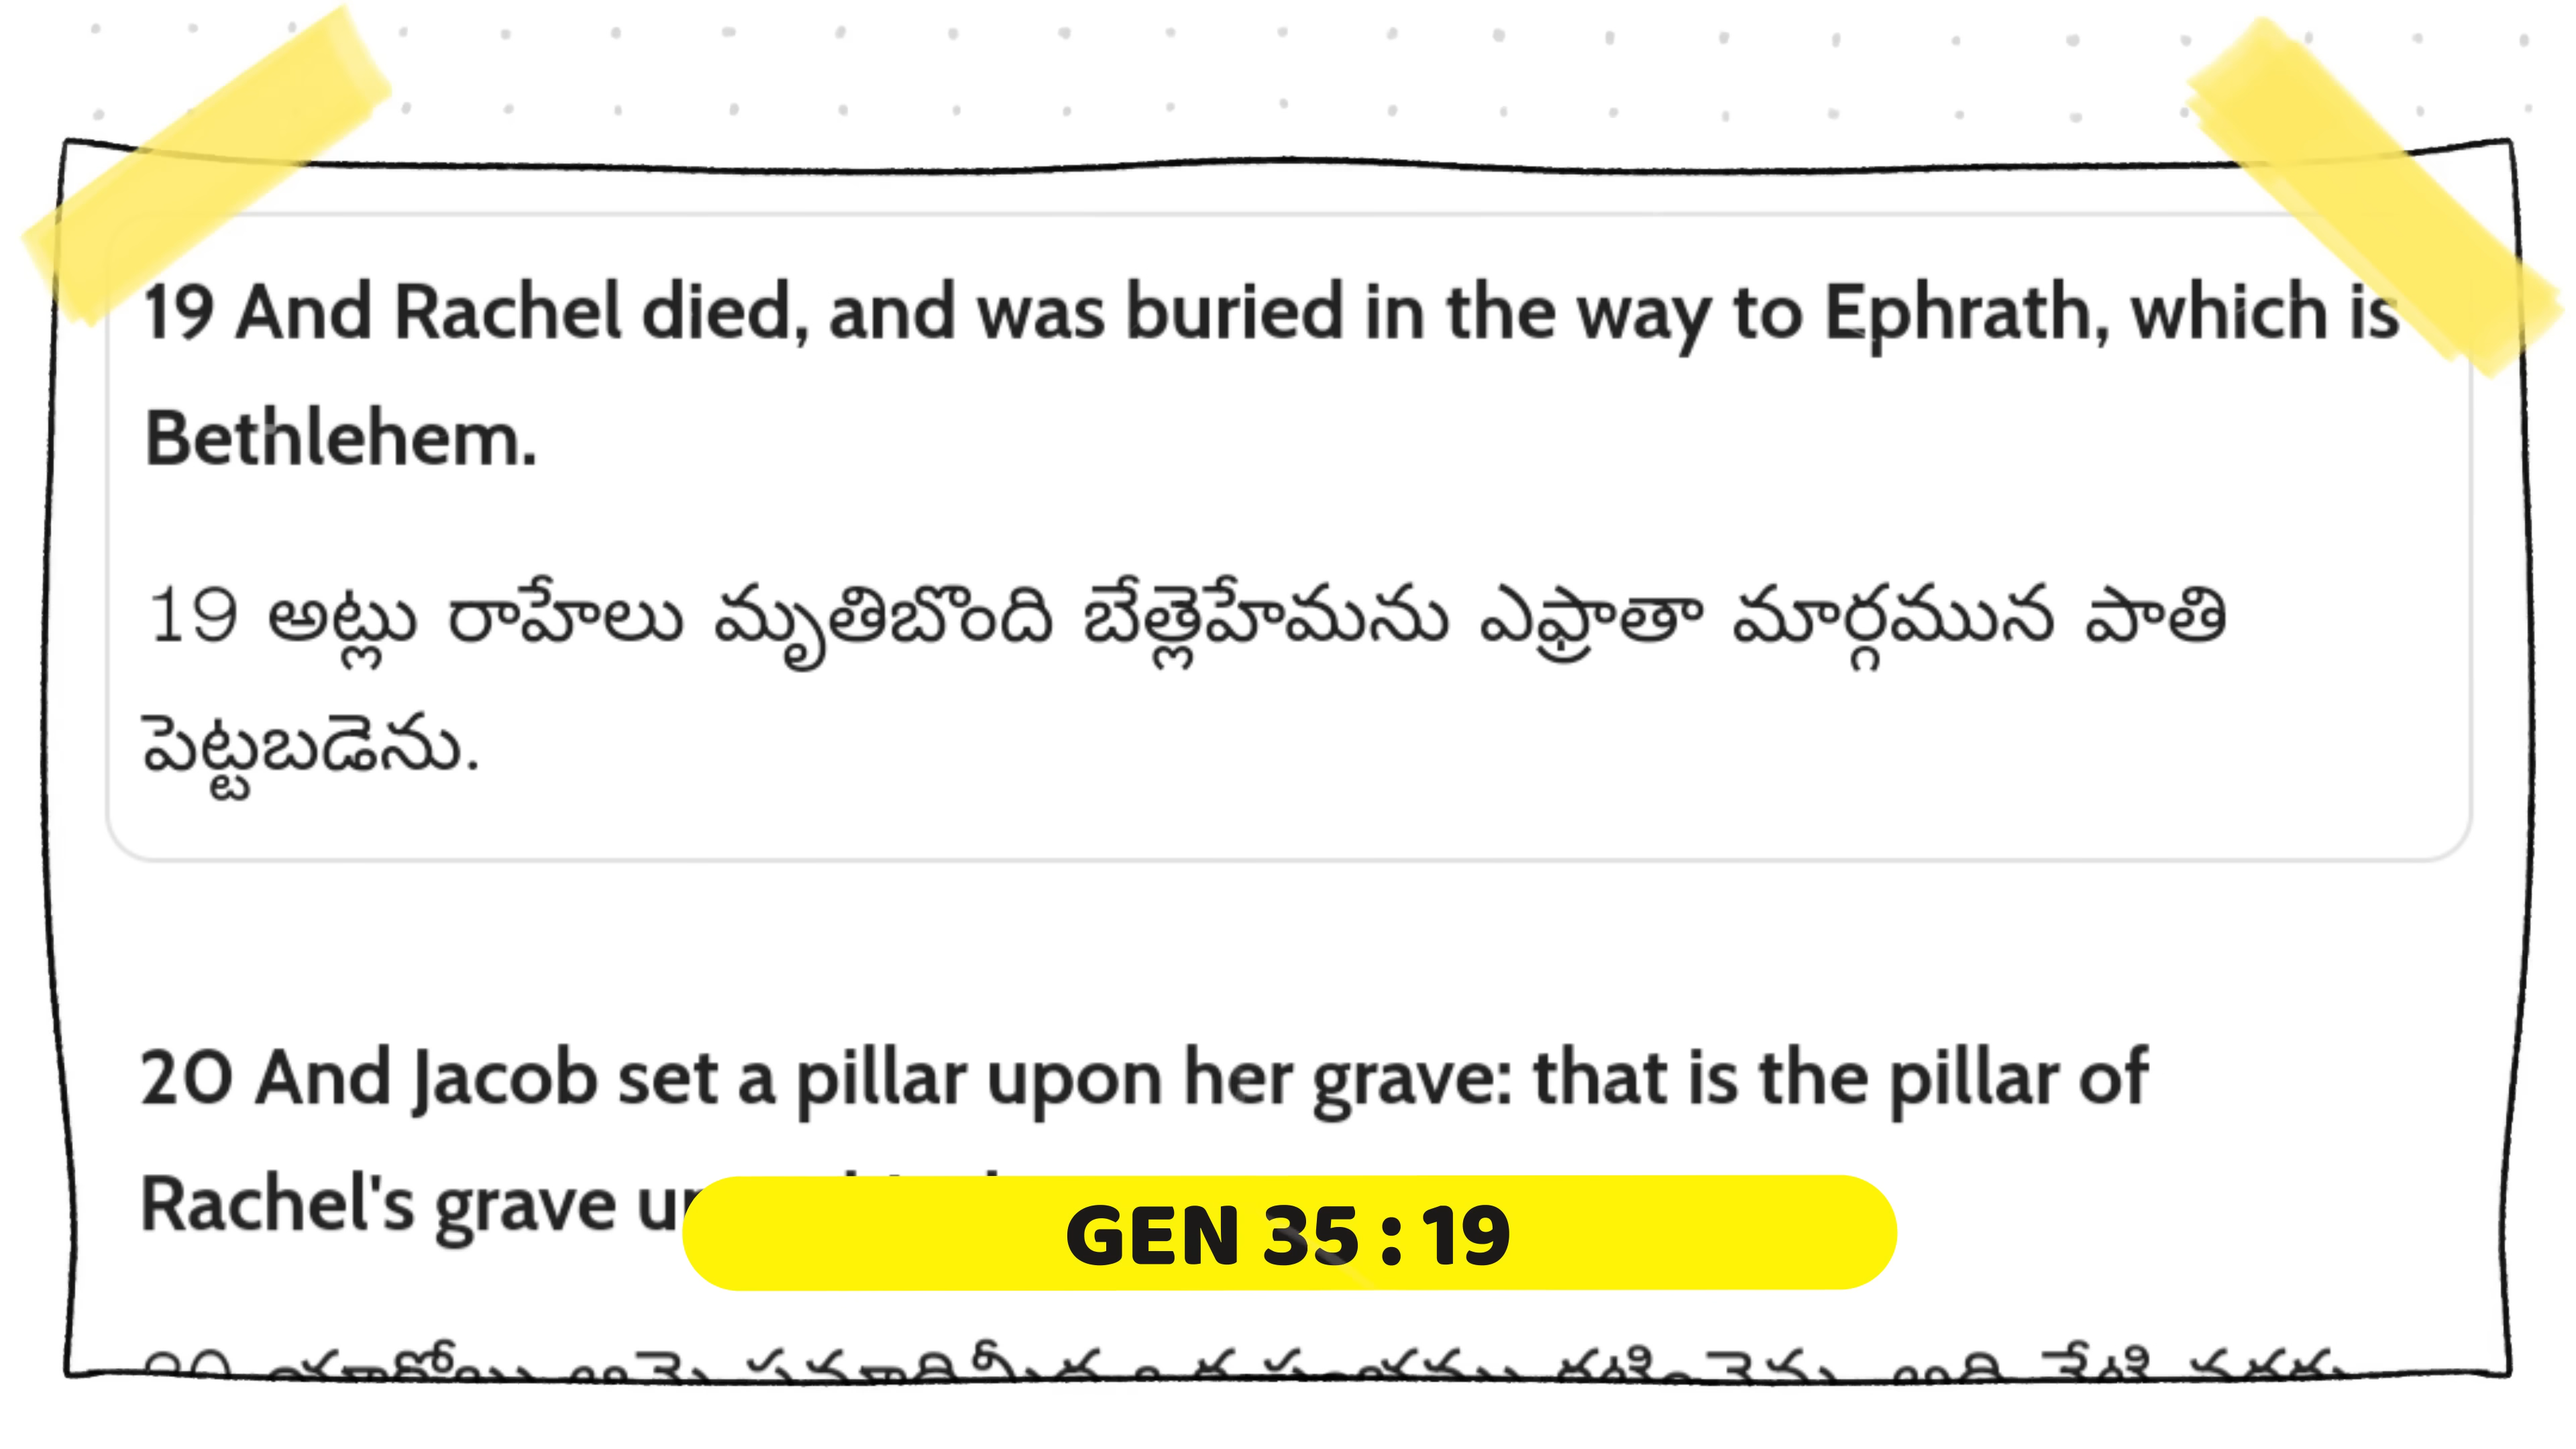 19 And Rachel died, and was buried in the way to Ephrath, which is
Bethlehem.
19 అట్లు రాహేలు మృతిబొంది బేత్లెహేమను ఎఫ్రాతా మార్గమున పాతి
పెట్టబడెను.
20 And Jacob set a pillar upon her grave: that is the pillar of
Rachel's grave
GEN 35 : 19